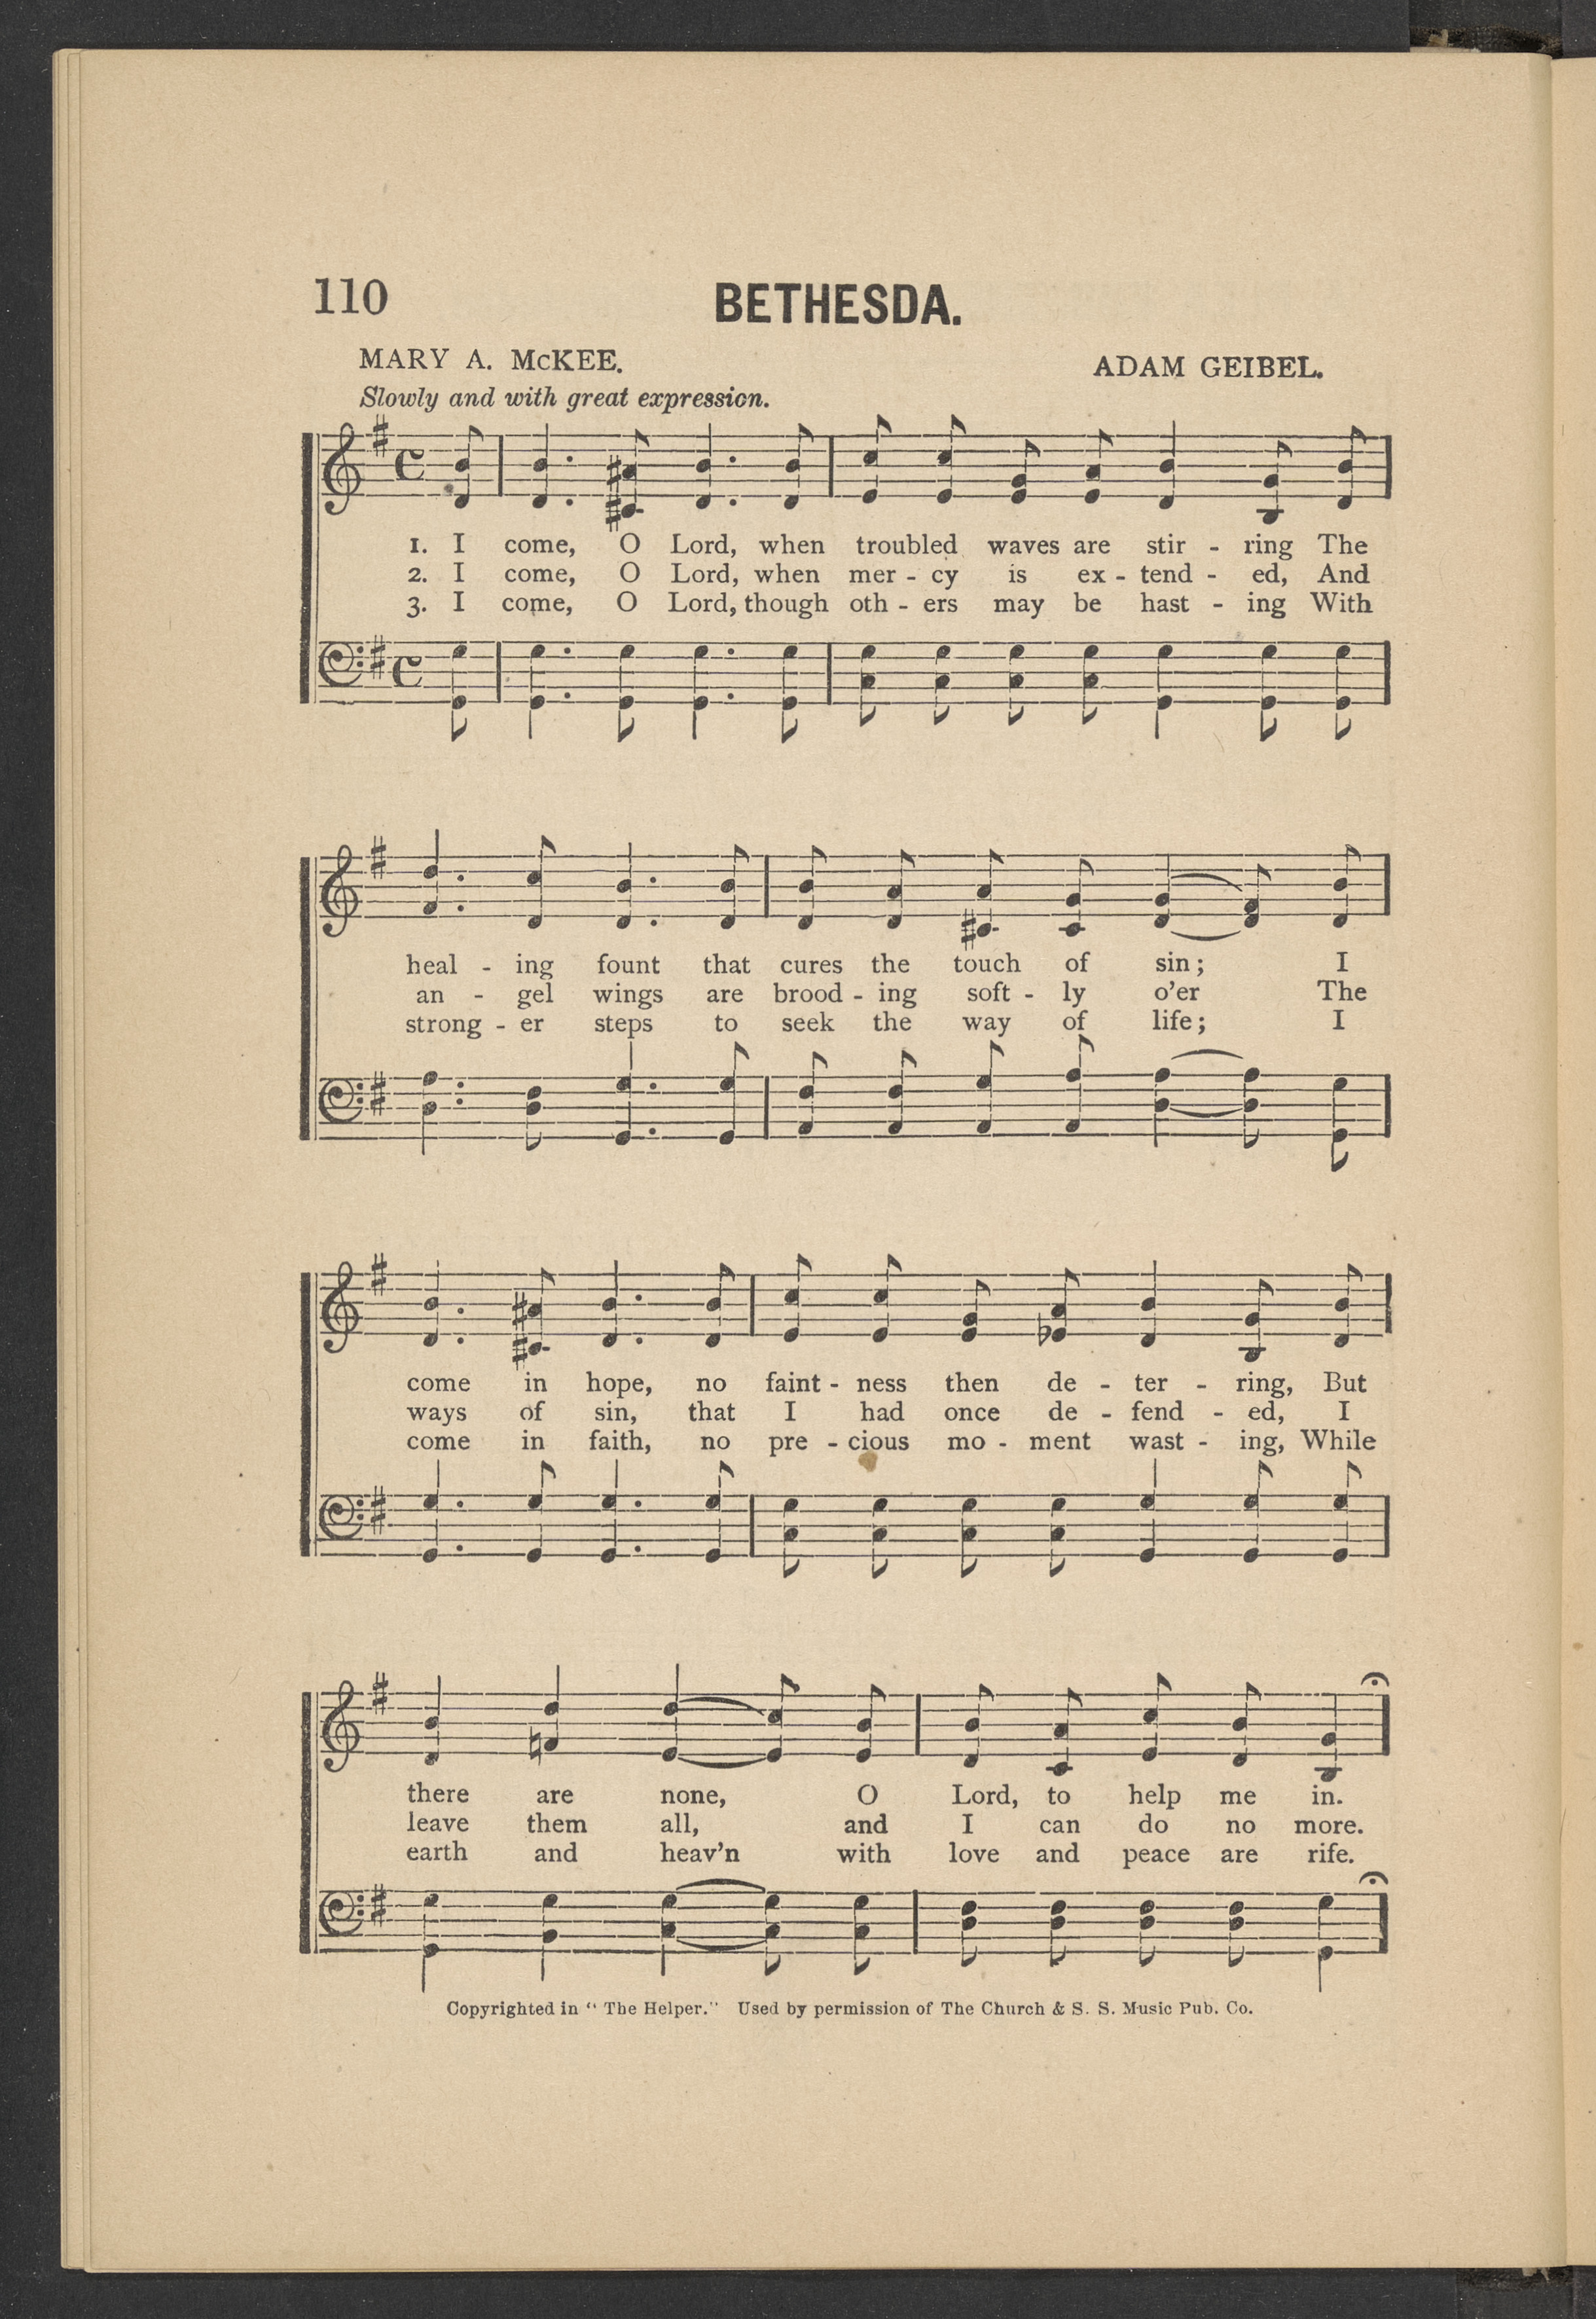 110
BETHESDA.
MARY A. McKEE.
ADAM GEIBEL.
Slowly and with great expression.
1. I come, O Lord, when troubled waves are stir - ring The
2. I come, O Lord, when mer - cy is ex - tend - ed, And
3. I come, O Lord, though oth - ers may be hast - ing With
heal - ing fount that cures the touch of sin; I
an - gel wings are brood - ing soft - ly o'er The
strong - er steps to seek the way of life; I
come in hope, no faint - ness then de - ter - ring, But
ways of sin, that I had once de - fend - ed, I
come in faith, no pre - cious mo - ment wast - ing, While
there are none, O Lord, to help me in.
leave them all, and I can do no more.
earth and heav'n with love and peace are rife.
Copyrighted in "The Helper." Used by permission of The Church & S. S. Music Pub. Co.